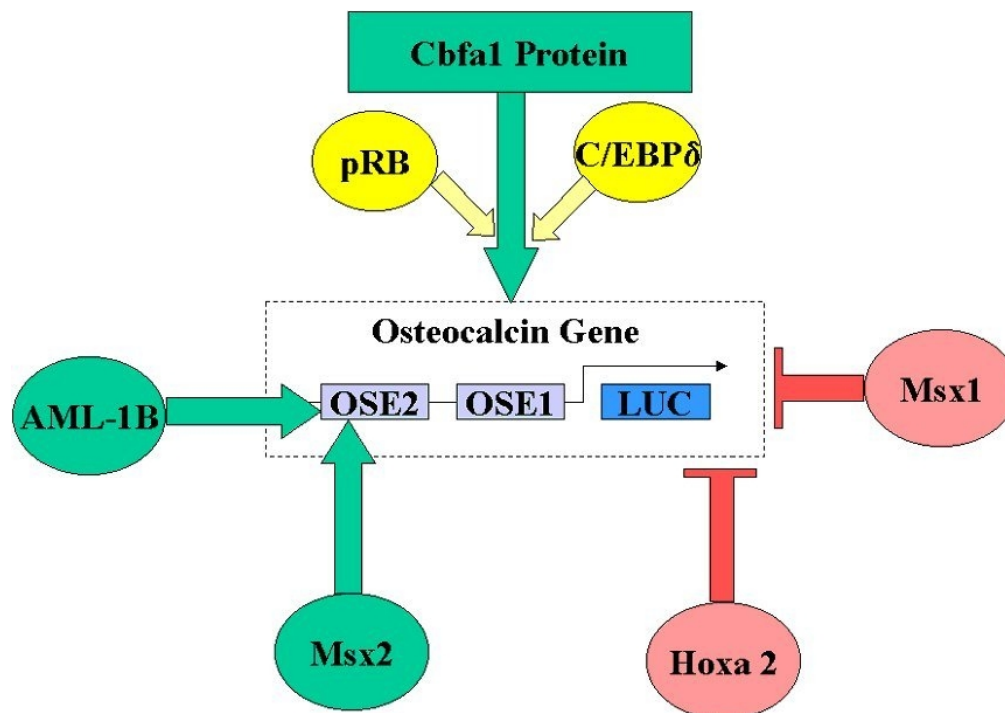 Cbfa1 Protein
pRB
C/EBPδ
Osteocalcin Gene
AML-1B
OSE2
OSE1
LUC
Msx1
Msx2
Hoxa 2